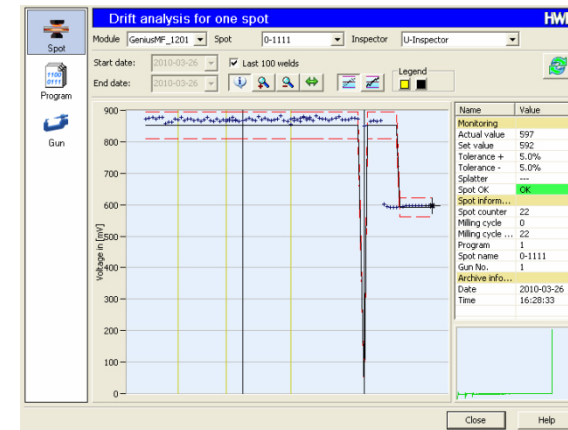 Drift analysis for one spot
HWH
Module GeniusMF_1201 Spot 0-1111 Inspector U-Inspector
Start date: 2010-03-26 Last 100 welds
End date: 2010-03-26 Legend
Spot
Program
Gun
900
800
700
600
500
400
300
200
100
0
Voltage in [mV]
Name Value
Monitoring
Actual value 597
Set value 592
Tolerance + 5.0%
Tolerance - 5.0%
Splatter ---
Spot OK OK
Spot inform...
Spot counter 22
Milling cycle 0
Milling cycle ... 22
Program 1
Spot name 0-1111
Gun No. 1
Archive info...
Date 2010-03-26
Time 16:28:33
Close Help